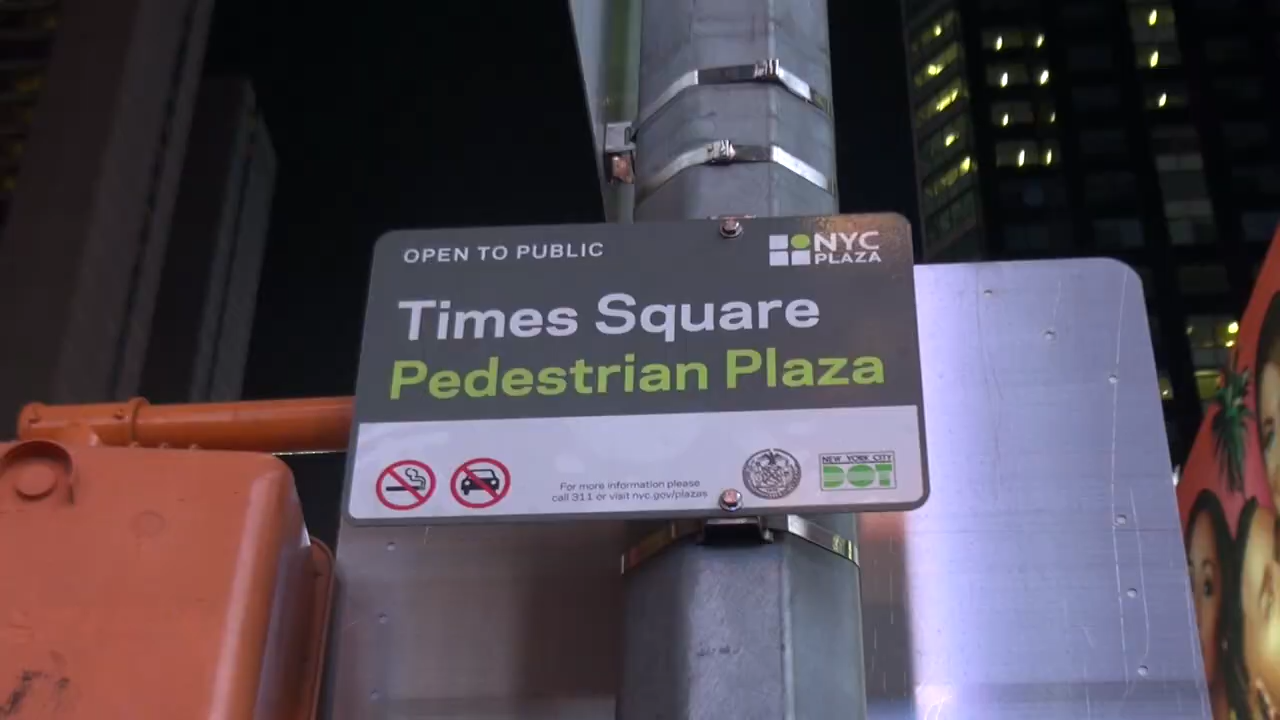 OPEN TO PUBLIC
NYC
PLAZA
Times Square
Pedestrian Plaza
For more information please
call 311 or visit nyc.gov/plazas
NEW YORK CITY
DOT